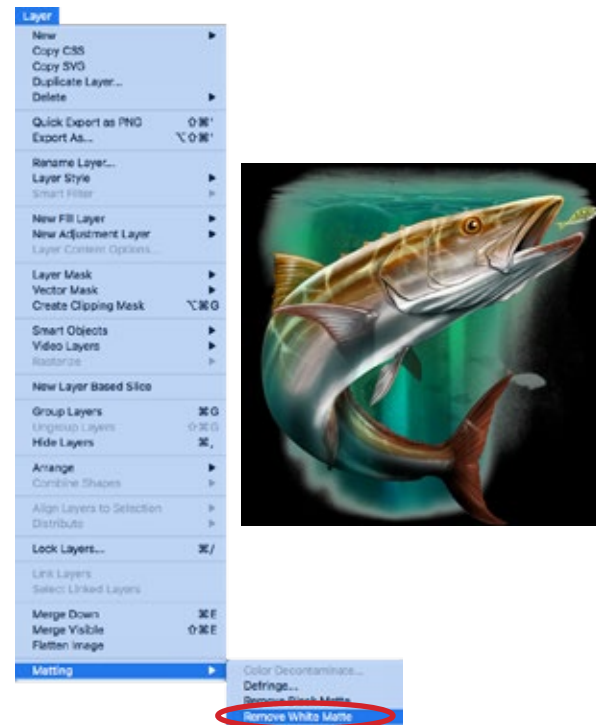 Layer
New
Copy CSS
Copy SVG
Duplicate Layer...
Delete
Quick Export as PNG ⇧⌘'
Export As... ⌥⇧⌘'
Rename Layer...
Layer Style
Smart Filter
New Fill Layer
New Adjustment Layer
Layer Content Options...
Layer Mask
Vector Mask
Create Clipping Mask ⌥⌘G
Smart Objects
Video Layers
Rasterize
New Layer Based Slice
Group Layers ⌘G
Ungroup Layers ⇧⌘G
Hide Layers ⌘,
Arrange
Combine Shapes
Align Layers to Selection
Distribute
Lock Layers... ⌘/
Link Layers
Select Linked Layers
Merge Down ⌘E
Merge Visible ⇧⌘E
Flatten Image
Matting
Color Decontaminate...
Defringe...
Remove Black Matte
Remove White Matte